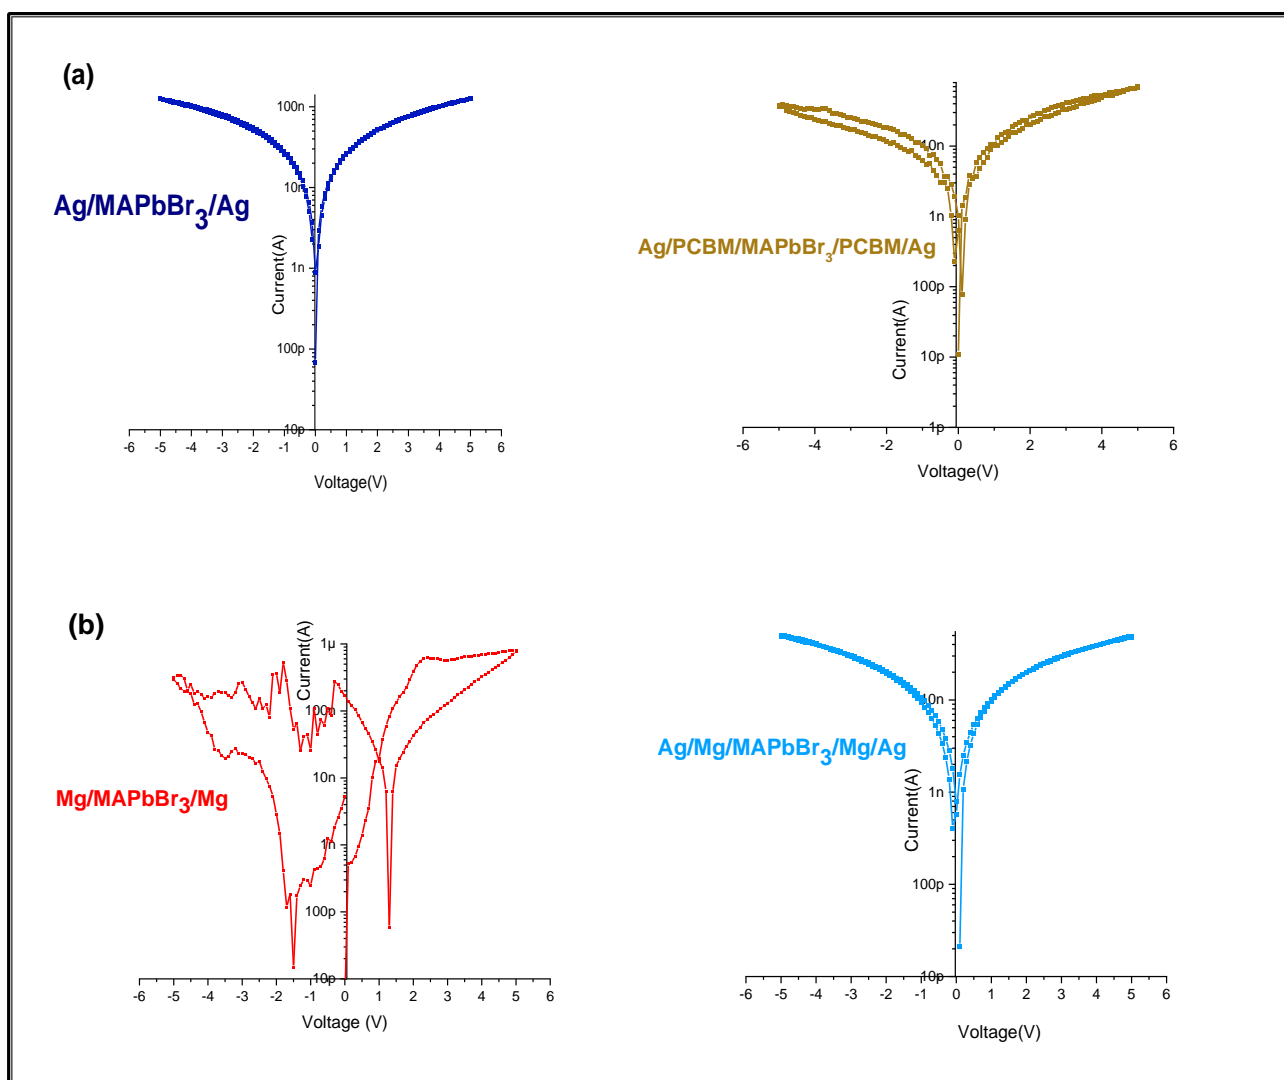 (a)
100n
10n
1n
100p
10p
Current(A)
Ag/MAPbBr3/Ag
-6 -5 -4 -3 -2 -1 0 1 2 3 4 5 6
Voltage(V)
10n
1n
100p
10p
1p
Current(A)
Ag/PCBM/MAPbBr3/PCBM/Ag
-6 -4 -2 0 2 4 6
Voltage(V)
(b)
1µ
100n
10n
1n
100p
10p
Current(A)
Mg/MAPbBr3/Mg
-6 -5 -4 -3 -2 -1 0 1 2 3 4 5 6
Voltage (V)
10n
1n
100p
10p
Current(A)
Ag/Mg/MAPbBr3/Mg/Ag
-6 -5 -4 -3 -2 -1 0 1 2 3 4 5 6
Voltage(V)